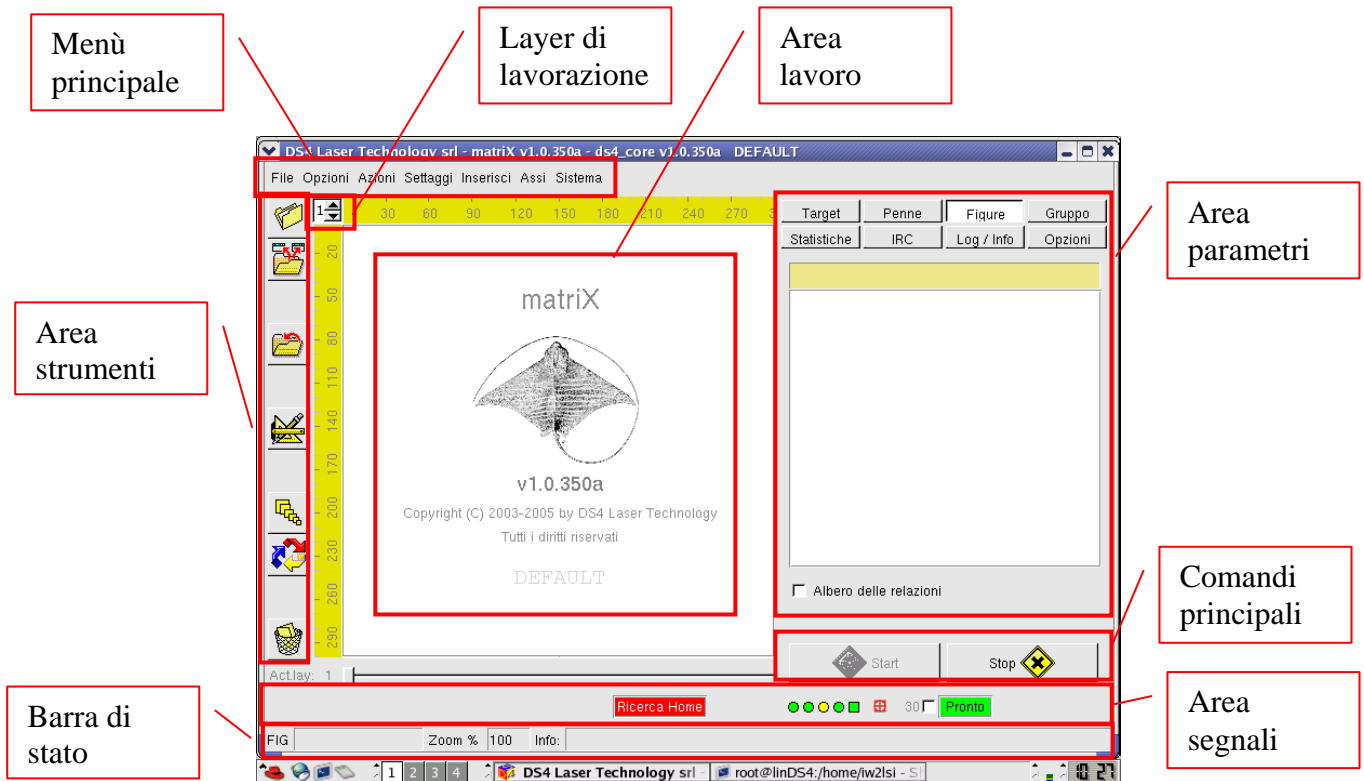 Menù
principale
Layer di
lavorazione
Area
lavoro
DS4 Laser Technology srl - matriX v1.0.350a - ds4_core v1.0.350a DEFAULT
File Opzioni Azioni Settaggi Inserisci Assi Sistema
1
30 60 90 120 150 180 210 240 270
20
50
80
110
140
170
200
230
260
290
Target Penne Figure Gruppo
Statistiche IRC Log / Info Opzioni
Area
parametri
Area
strumenti
matriX
v1.0.350a
Copyright (C) 2003-2005 by DS4 Laser Technology
Tutti i diritti riservati
DEFAULT
Albero delle relazioni
Comandi
principali
Start
Stop
Act.lay: 1
Ricerca Home
30
Pronto
Area
segnali
Barra di
stato
FIG Zoom % 100 Info:
1 2 3 4 DS4 Laser Technology srl - root@linDS4:/home/iw2lsi - S
10 27